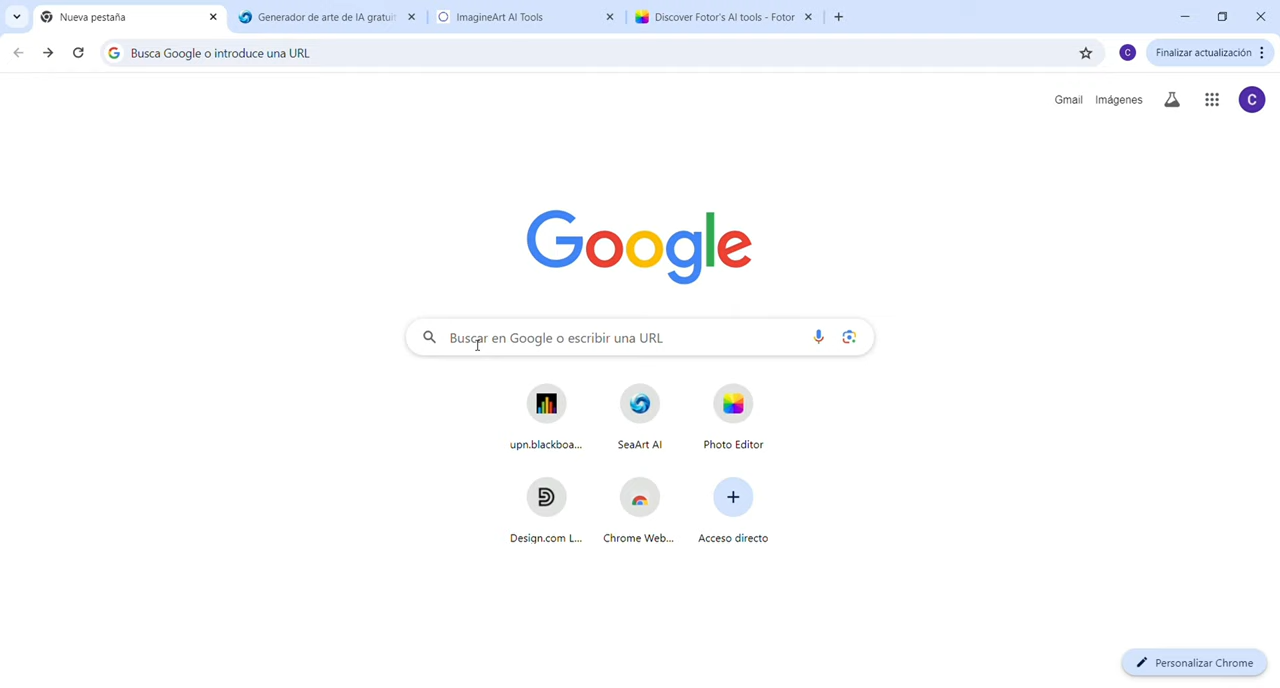 Nueva pestaña
Generador de arte de IA gratuit
ImagineArt AI Tools
Discover Fotor's AI tools - Fotor
Busca Google o introduce una URL
C
Finalizar actualización
Gmail
Imágenes
C
Google
Buscar en Google o escribir una URL
upn.blackboa...
SeaArt AI
Photo Editor
Design.com L...
Chrome Web...
Acceso directo
Personalizar Chrome